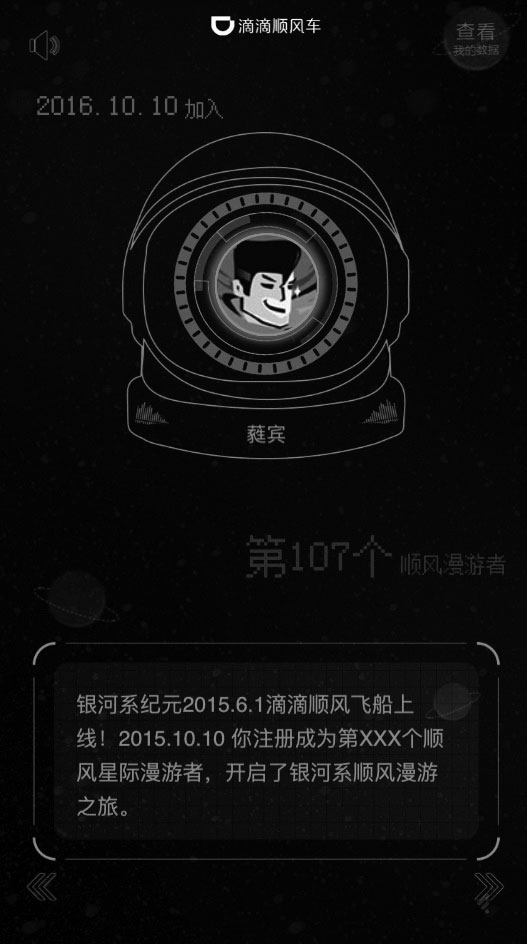 滴滴顺风车
查看
我的数据
2016.10.10 加入
蕤宾
第107个 顺风漫游者
银河系纪元2015.6.1滴滴顺风飞船上
线！2015.10.10 你注册成为第XXX个顺
风星际漫游者，开启了银河系顺风漫游
之旅。